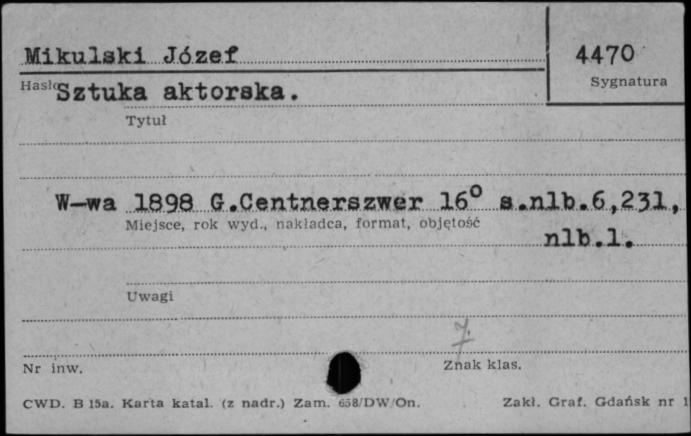 Mikulski Józef
4470
Hasło
Sygnatura
Sztuka aktorska.
Tytuł
W-wa 1898 G.Centnerszwer 16° s.nlb.6,231,
Miejsce, rok wyd., nakładca, format, objętość
nlb.1.
Uwagi
7
Nr inw.
Znak klas.
CWD. B 15a. Karta katal. (z nadr.) Zam. 658/DW/On.
Zakł. Graf. Gdańsk nr 1